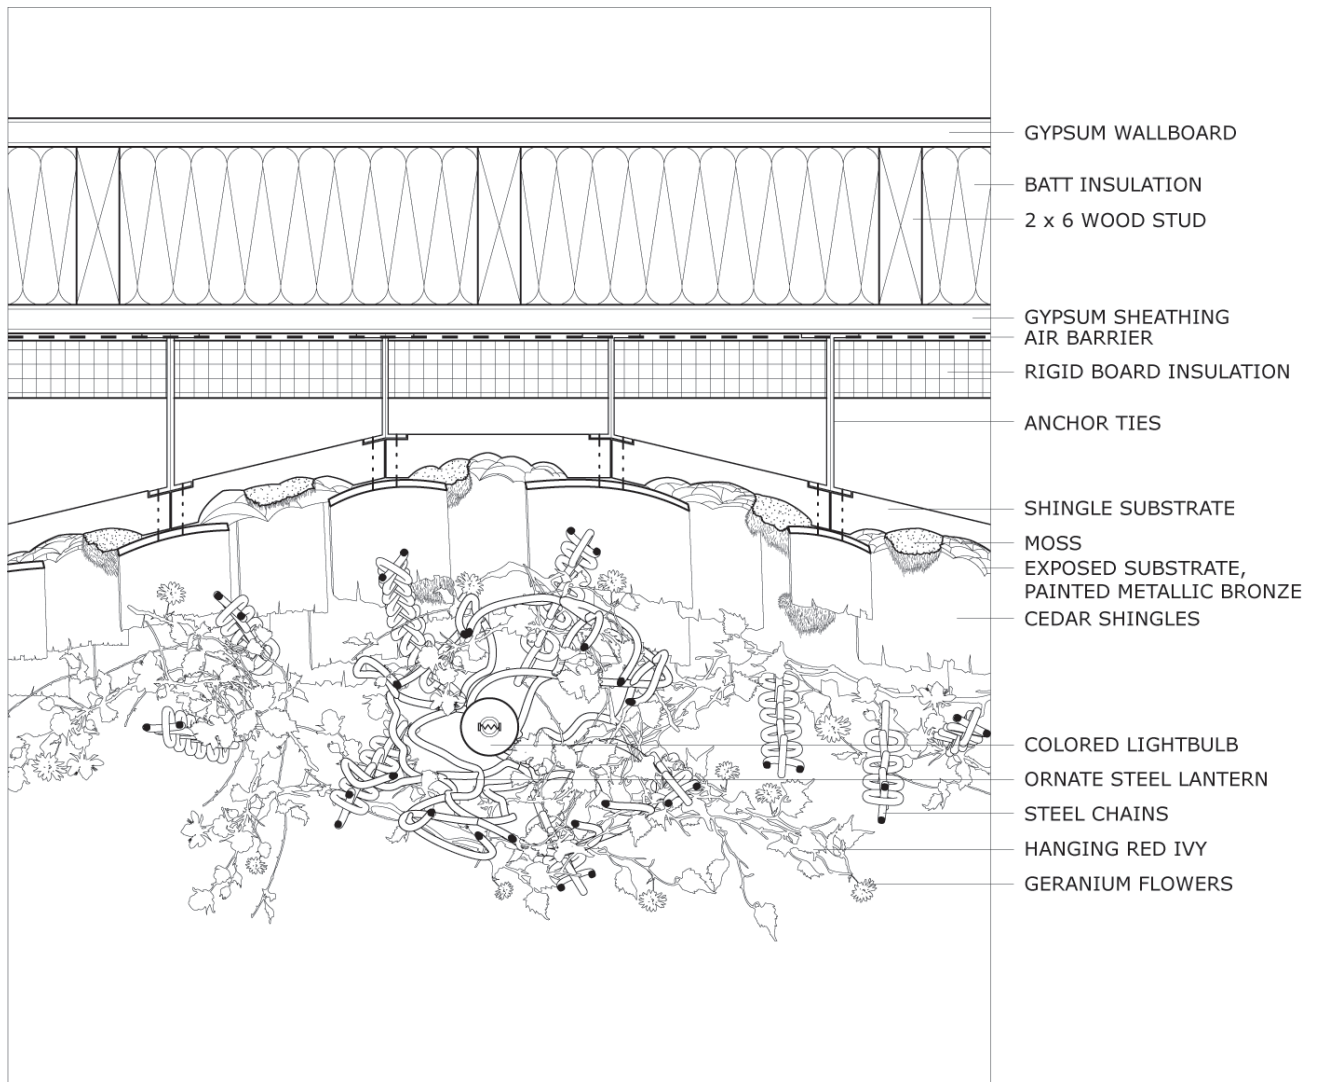 GYPSUM WALLBOARD
BATT INSULATION
2 x 6 WOOD STUD
GYPSUM SHEATHING
AIR BARRIER
RIGID BOARD INSULATION
ANCHOR TIES
SHINGLE SUBSTRATE
MOSS
EXPOSED SUBSTRATE,
PAINTED METALLIC BRONZE
CEDAR SHINGLES
COLORED LIGHTBULB
ORNATE STEEL LANTERN
STEEL CHAINS
HANGING RED IVY
GERANIUM FLOWERS